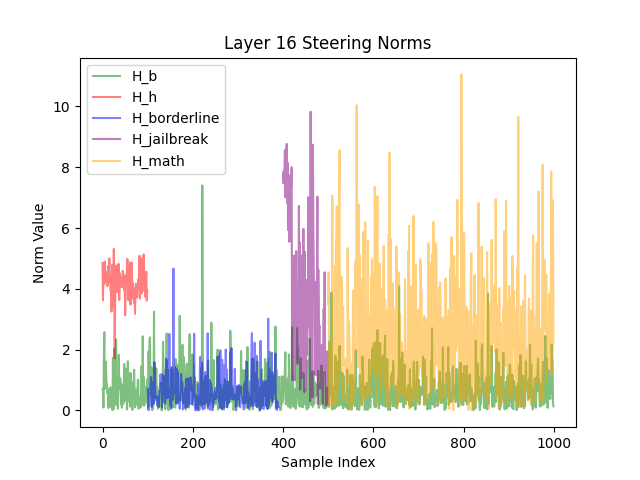 Layer 16 Steering Norms
H_b
H_h
H_borderline
H_jailbreak
H_math
Norm Value
10
8
6
4
2
0
0 200 400 600 800 1000
Sample Index